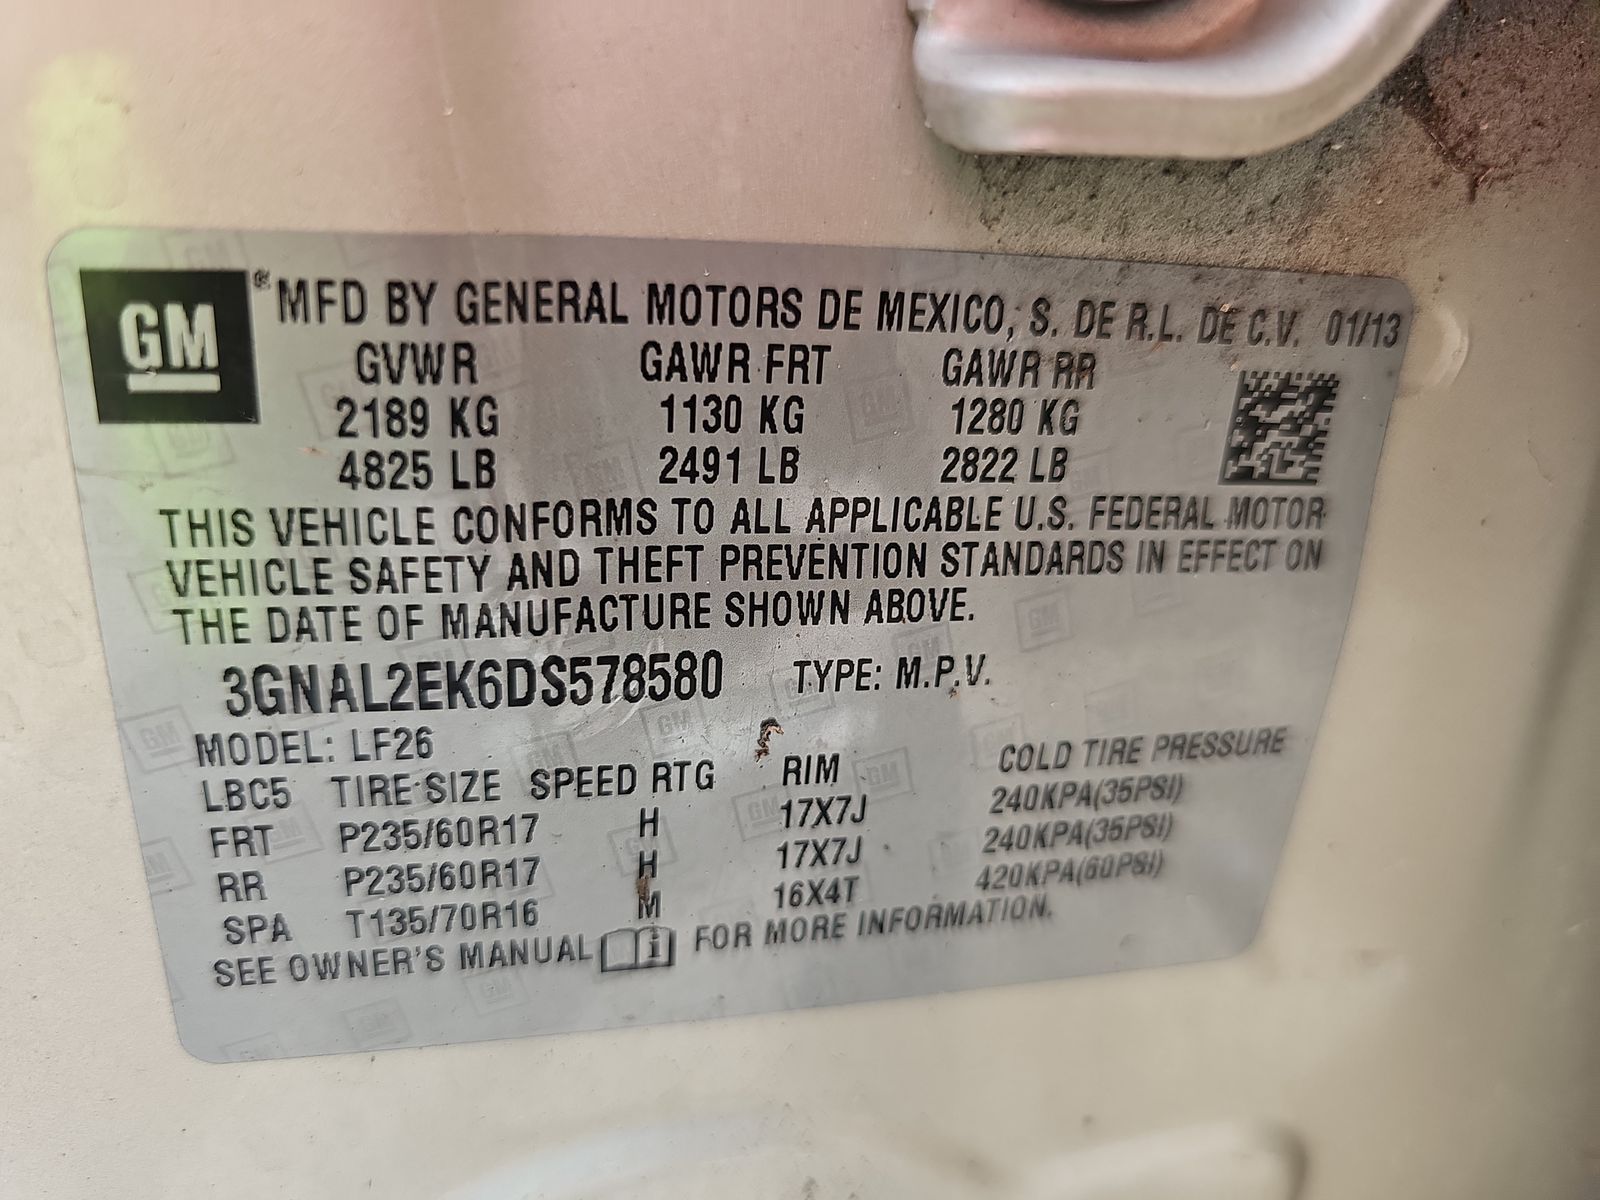 GM ® MFD BY GENERAL MOTORS DE MEXICO, S. DE R.L. DE C.V. 01/13
GVWR GAWR FRT GAWR RR
2189 KG 1130 KG 1280 KG
4825 LB 2491 LB 2822 LB
THIS VEHICLE CONFORMS TO ALL APPLICABLE U.S. FEDERAL MOTOR
VEHICLE SAFETY AND THEFT PREVENTION STANDARDS IN EFFECT ON
THE DATE OF MANUFACTURE SHOWN ABOVE.
3GNAL2EK6DS578580 TYPE: M.P.V.
MODEL: LF26
LBC5 TIRE SIZE SPEED RTG RIM COLD TIRE PRESSURE
FRT P235/60R17 H 17X7J 240KPA(35PSI)
RR P235/60R17 H 17X7J 240KPA(35PSI)
SPA T135/70R16 M 16X4T 420KPA(60PSI)
SEE OWNER'S MANUAL FOR MORE INFORMATION.